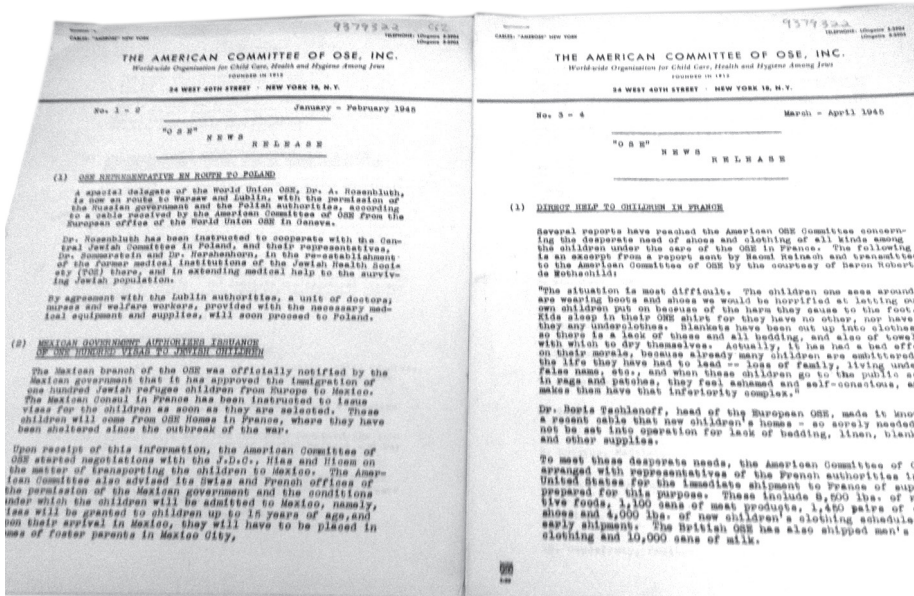 9379322
CABLES: "AMEROSE" NEW YORK
TELEPHONE:
THE AMERICAN COMMITTEE OF OSE, INC.
World-wide Organization for Child Care, Health and Hygiene Among Jews
FOUNDED IN 1912
24 WEST 40TH STREET · NEW YORK 18, N.Y.
No. 1 - 2 January - February 1945
"O S E"
N E W S
R E L E A S E
(1) OSE REPRESENTATIVE EN ROUTE TO POLAND
A special delegate of the World Union OSE, Dr. A. Rosenbluth,
is now en route to Warsaw and Lublin, with the permission of
the Russian government and the Polish authorities, according
to a cable received by the American Committee of OSE from the
European office of the World Union OSE in Geneva.
Dr. Rosenbluth has been instructed to cooperate with the Cen-
tral Jewish Committee in Poland, and their representatives,
Dr. Sommerstein and Dr. Hershenhorn, in the re-establishment
of the former medical institutions of the Jewish Health Socie-
ty (TOZ) there, and in extending medical help to the surviv-
ing Jewish population.
By agreement with the Lublin authorities, a unit of doctors,
nurses and welfare workers, provided with the necessary med-
ical equipment and supplies, will soon proceed to Poland.
(2) MEXICAN GOVERNMENT AUTHORIZES ISSUANCE
OF ONE HUNDRED VISAS TO JEWISH CHILDREN
The Mexican branch of the OSE was officially notified by the
Mexican government that it has approved the immigration of
one hundred Jewish refugee children from Europe to Mexico.
The Mexican Consul in France has been instructed to issue
visas for the children as soon as they are selected. These
children will come from OSE Homes in France, where they have
been sheltered since the outbreak of the war.
Upon receipt of this information, the American Committee of
OSE started negotiations with the J.D.C., Hias and Hicem on
the matter of transporting the children to Mexico. The Amer-
ican Committee also advised its Swiss and French offices of
the permission of the Mexican government and the conditions
under which the children will be admitted to Mexico, namely,
isas will be granted to children up to 15 years of age, and
pon their arrival in Mexico, they will have to be placed in
mes of foster parents in Mexico City,
9379322
CABLES: "AMEROSE" NEW YORK
TELEPHONE:
THE AMERICAN COMMITTEE OF OSE, INC.
World-wide Organization for Child Care, Health and Hygiene Among Jews
FOUNDED IN 1912
24 WEST 40TH STREET · NEW YORK 18, N.Y.
No. 3 - 4 March - April 1945
"O S E"
N E W S
R E L E A S E
(1) DIRECT HELP TO CHILDREN IN FRANCE
Several reports have reached the American OSE Committee concern-
ing the desperate need of shoes and clothing of all kinds among
the children under the care of the OSE in France. The following
is an excerpt from a report sent by Naomi Reinach and transmitte
to the American Committee of OSE by the courtesy of Baron Robert
de Rothschild:
"The situation is most difficult. The children one sees around
are wearing boots and shoes we would be horrified at letting ou
own children put on because of the harm they cause to the foot.
Kids sleep in their ONE shirt for they have no other, nor have
they any underclothes. Blankets have been cut up into clothes
so there is a lack of these and all bedding, and also of towel
with which to dry themselves. Actually, it has had a bad eff
on their morale, because already many children are embittered
the life they have had to lead -- loss of family, living unde
false name, etc., and when these children go to the public s
in rags and patches, they feel ashamed and self-conscious, a
makes them have that inferiority complex."
Dr. Boris Tschlenoff, head of the European OSE, made it know
a recent cable that new children's homes - so sorely needed
not be set into operation for lack of bedding, linen, blank
and other supplies.
To meet these desperate needs, the American Committee of O
arranged with representatives of the French authorities i
United States for the immediate shipment to France of sup
prepared for this purpose. These include 8,500 lbs. of
tive foods, 1,100 cans of meat products, 1,450 pairs of
shoes and 4,000 lbs. of new children's clothing schedule
early shipment. The British OSE has also shipped men's
clothing and 10,000 cans of milk.